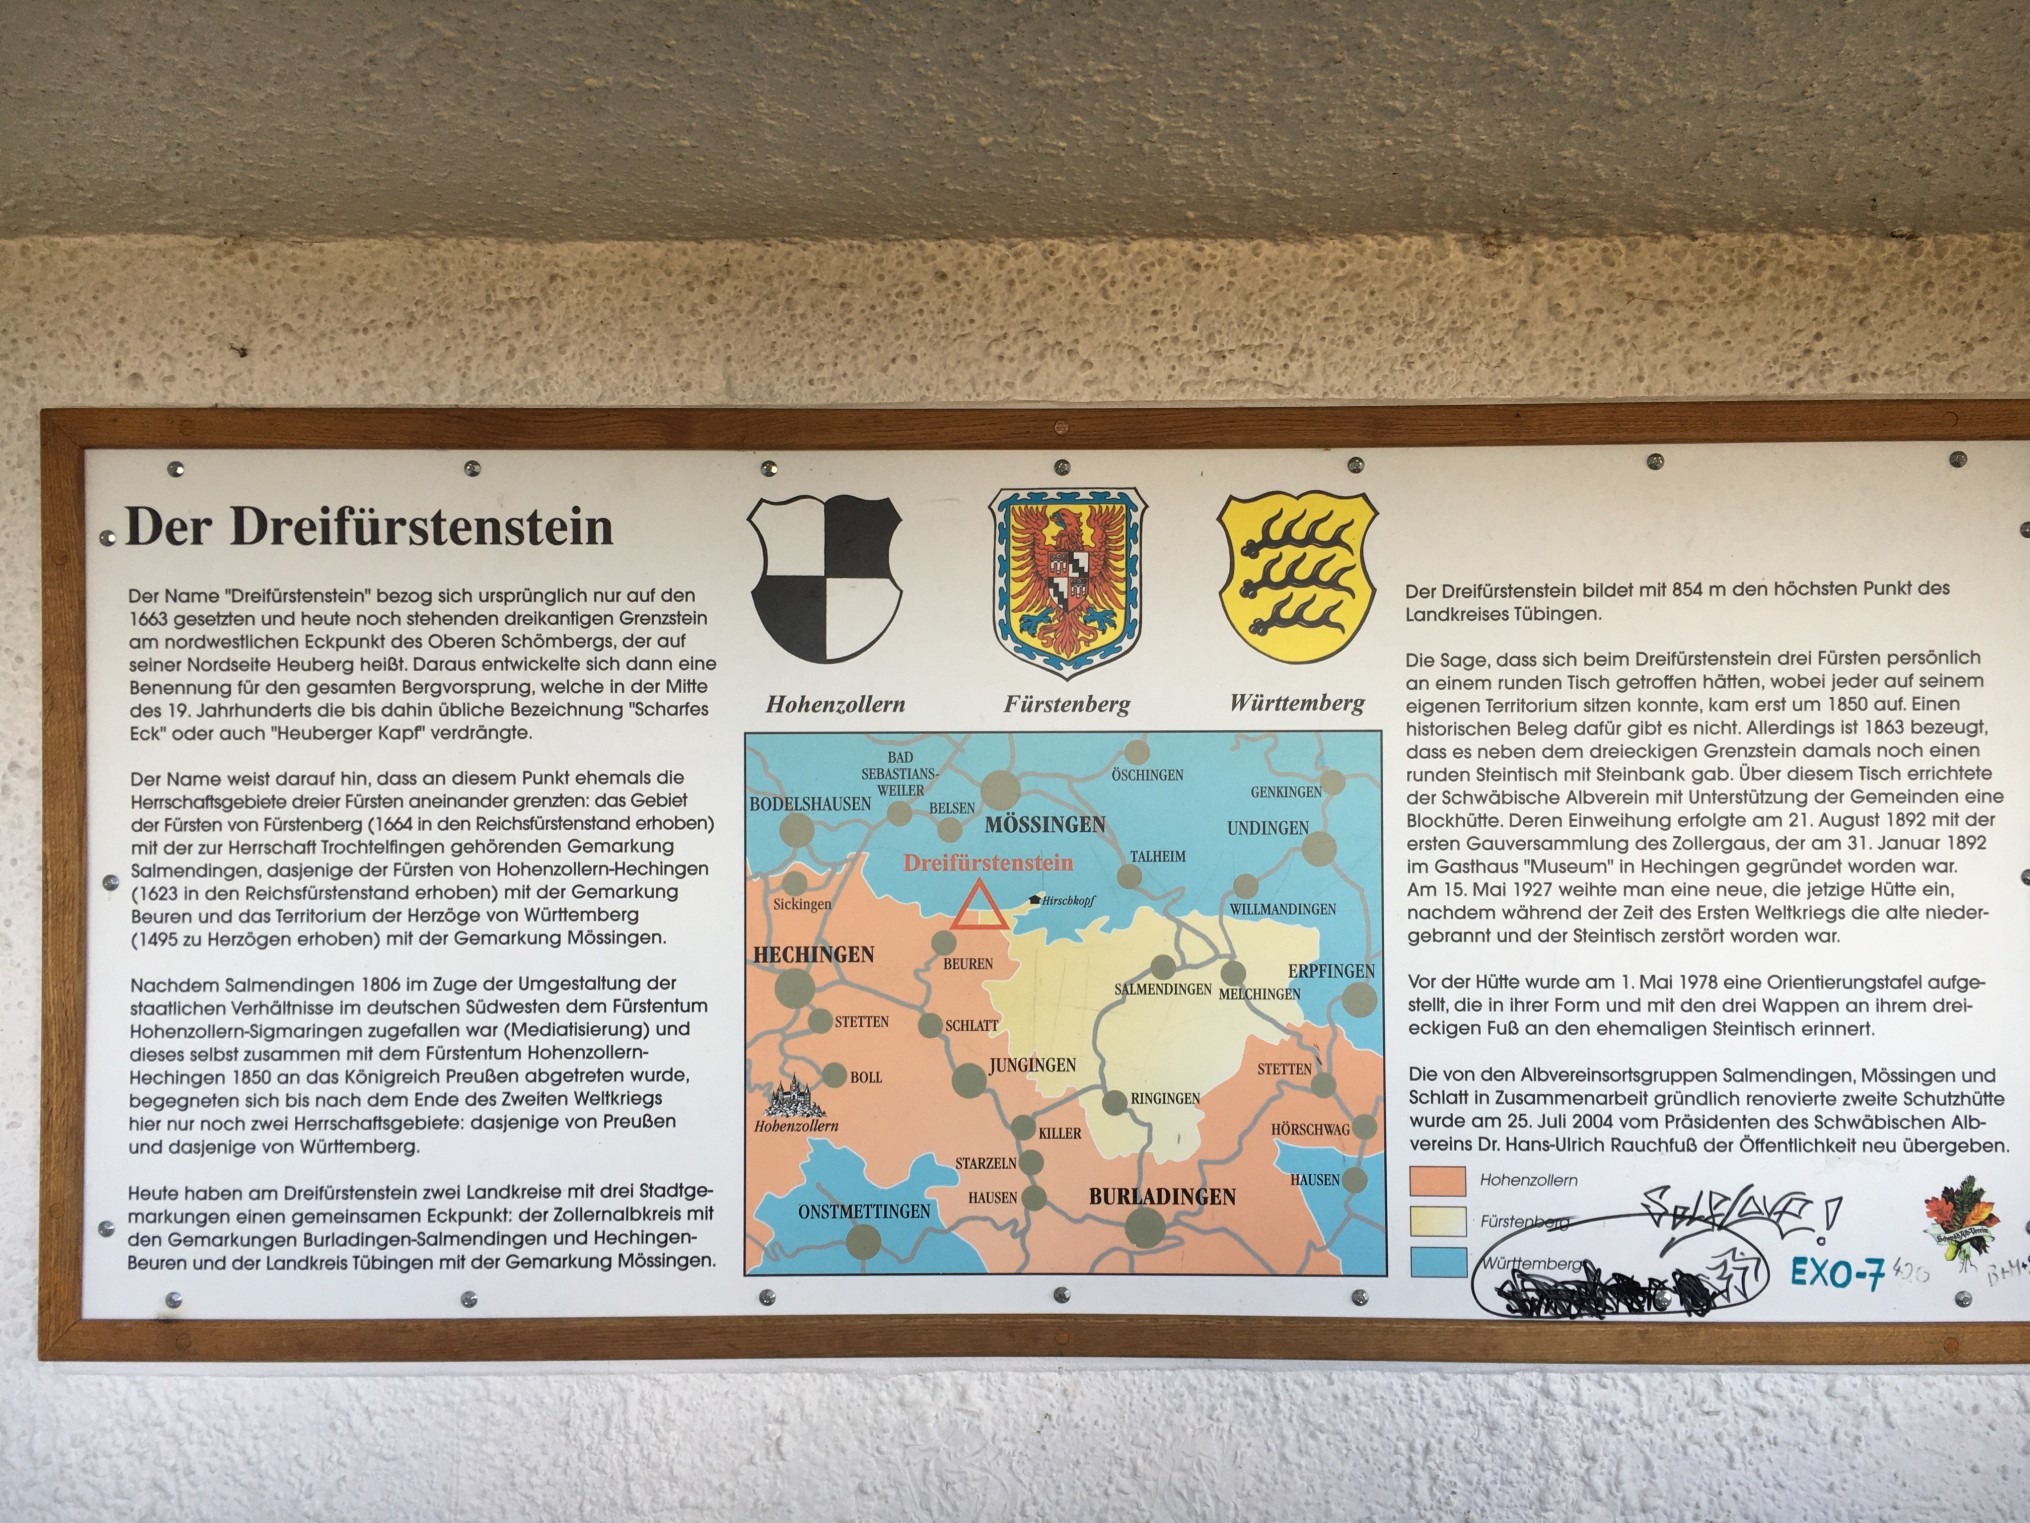 Der Dreifürstenstein
Der Name "Dreifürstenstein" bezog sich ursprünglich nur auf den
1663 gesetzten und heute noch stehenden dreikantigen Grenzstein
am nordwestlichen Eckpunkt des Oberen Schömbergs, der auf
seiner Nordseite Heuberg heißt. Daraus entwickelte sich dann eine
Benennung für den gesamten Bergvorsprung, welche in der Mitte
des 19. Jahrhunderts die bis dahin übliche Bezeichnung "Scharfes
Eck" oder auch "Heuberger Kapf" verdrängte.
Der Name weist darauf hin, dass an diesem Punkt ehemals die
Herrschaftsgebiete dreier Fürsten aneinander grenzten: das Gebiet
der Fürsten von Fürstenberg (1664 in den Reichsfürstenstand erhoben)
mit der zur Herrschaft Trochtelfingen gehörenden Gemarkung
Salmendingen, dasjenige der Fürsten von Hohenzollern-Hechingen
(1623 in den Reichsfürstenstand erhoben) mit der Gemarkung
Beuren und das Territorium der Herzöge von Württemberg
(1495 zu Herzögen erhoben) mit der Gemarkung Mössingen.
Nachdem Salmendingen 1806 im Zuge der Umgestaltung der
staatlichen Verhältnisse im deutschen Südwesten dem Fürstentum
Hohenzollern-Sigmaringen zugefallen war (Mediatisierung) und
dieses selbst zusammen mit dem Fürstentum Hohenzollern-
Hechingen 1850 an das Königreich Preußen abgetreten wurde,
begegneten sich bis nach dem Ende des Zweiten Weltkriegs
hier nur noch zwei Herrschaftsgebiete: dasjenige von Preußen
und dasjenige von Württemberg.
Heute haben am Dreifürstenstein zwei Landkreise mit drei Stadtge-
markungen einen gemeinsamen Eckpunkt: der Zollernalbkreis mit
den Gemarkungen Burladingen-Salmendingen und Hechingen-
Beuren und der Landkreis Tübingen mit der Gemarkung Mössingen.
Hohenzollern
Fürstenberg
Württemberg
BAD
SEBASTIANS-
WEILER
ÖSCHINGEN
GENKINGEN
BODELSHAUSEN
BELSEN
MÖSSINGEN
UNDINGEN
Dreifürstenstein
TALHEIM
Sickingen
Hirschkopf
WILLMANDINGEN
HECHINGEN
BEUREN
ERPFINGEN
SALMENDINGEN
MELCHINGEN
STETTEN
SCHLATT
JUNGINGEN
STETTEN
BOLL
RINGINGEN
Hohenzollern
KILLER
HÖRSCHWAG
STARZELN
HAUSEN
HAUSEN
BURLADINGEN
ONSTMETTINGEN
Der Dreifürstenstein bildet mit 854 m den höchsten Punkt des
Landkreises Tübingen.
Die Sage, dass sich beim Dreifürstenstein drei Fürsten persönlich
an einem runden Tisch getroffen hätten, wobei jeder auf seinem
eigenen Territorium sitzen konnte, kam erst um 1850 auf. Einen
historischen Beleg dafür gibt es nicht. Allerdings ist 1863 bezeugt,
dass es neben dem dreieckigen Grenzstein damals noch einen
runden Steintisch mit Steinbank gab. Über diesem Tisch errichtete
der Schwäbische Albverein mit Unterstützung der Gemeinden eine
Blockhütte. Deren Einweihung erfolgte am 21. August 1892 mit der
ersten Gauversammlung des Zollergaus, der am 31. Januar 1892
im Gasthaus "Museum" in Hechingen gegründet worden war.
Am 15. Mai 1927 weihte man eine neue, die jetzige Hütte ein,
nachdem während der Zeit des Ersten Weltkriegs die alte nieder-
gebrannt und der Steintisch zerstört worden war.
Vor der Hütte wurde am 1. Mai 1978 eine Orientierungstafel aufge-
stellt, die in ihrer Form und mit den drei Wappen an ihrem drei-
eckigen Fuß an den ehemaligen Steintisch erinnert.
Die von den Albvereinsortsgruppen Salmendingen, Mössingen und
Schlatt in Zusammenarbeit gründlich renovierte zweite Schutzhütte
wurde am 25. Juli 2004 vom Präsidenten des Schwäbischen Alb-
vereins Dr. Hans-Ulrich Rauchfuß der Öffentlichkeit neu übergeben.
Hohenzollern
Fürstenberg
Württemberg
EXO-7
420